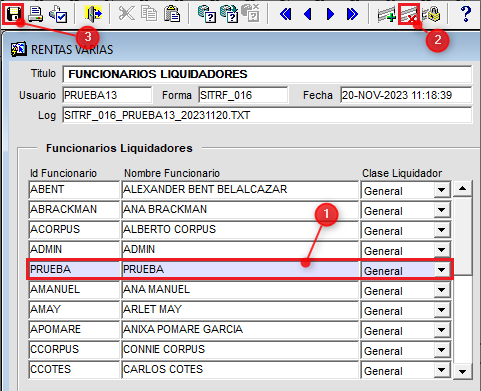 3
2
RENTAS VARIAS
Titulo FUNCIONARIOS LIQUIDADORES
Usuario PRUEBA13 Forma SITRF_016 Fecha 20-NOV-2023 11:18:39
Log SITRF_016_PRUEBA13_20231120.TXT
Funcionarios Liquidadores
Id Funcionario Nombre Funcionario Clase Liquidador
ABENT ALEXANDER BENT BELALCAZAR General
ABRACKMAN ANA BRACKMAN General
1
ACORPUS ALBERTO CORPUS General
ADMIN ADMIN General
PRUEBA PRUEBA General
AMANUEL ANA MANUEL General
AMAY ARLET MAY General
APOMARE ANIXA POMARE GARCIA General
CCORPUS CONNIE CORPUS General
CCOTES CARLOS COTES General